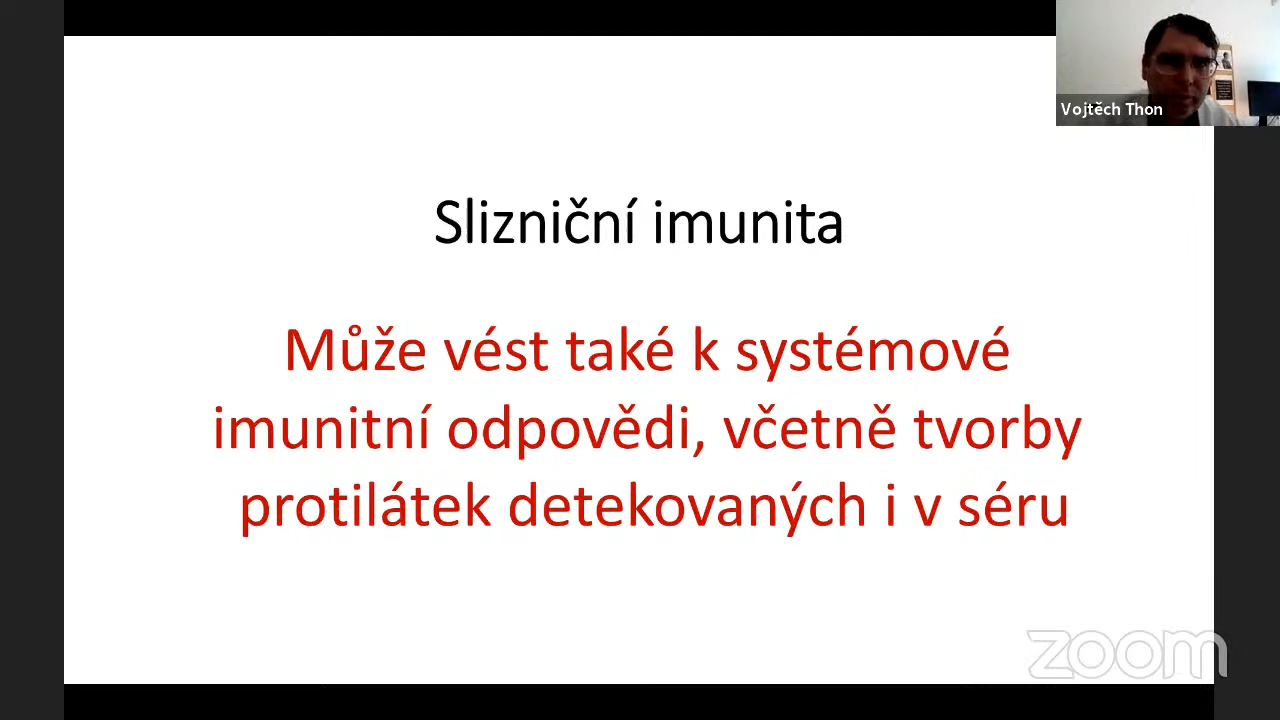 Vojtěch Thon
Slizniční imunita
Může vést také k systémové
imunitní odpovědi, včetně tvorby
protilátek detekovaných i v séru
zoom